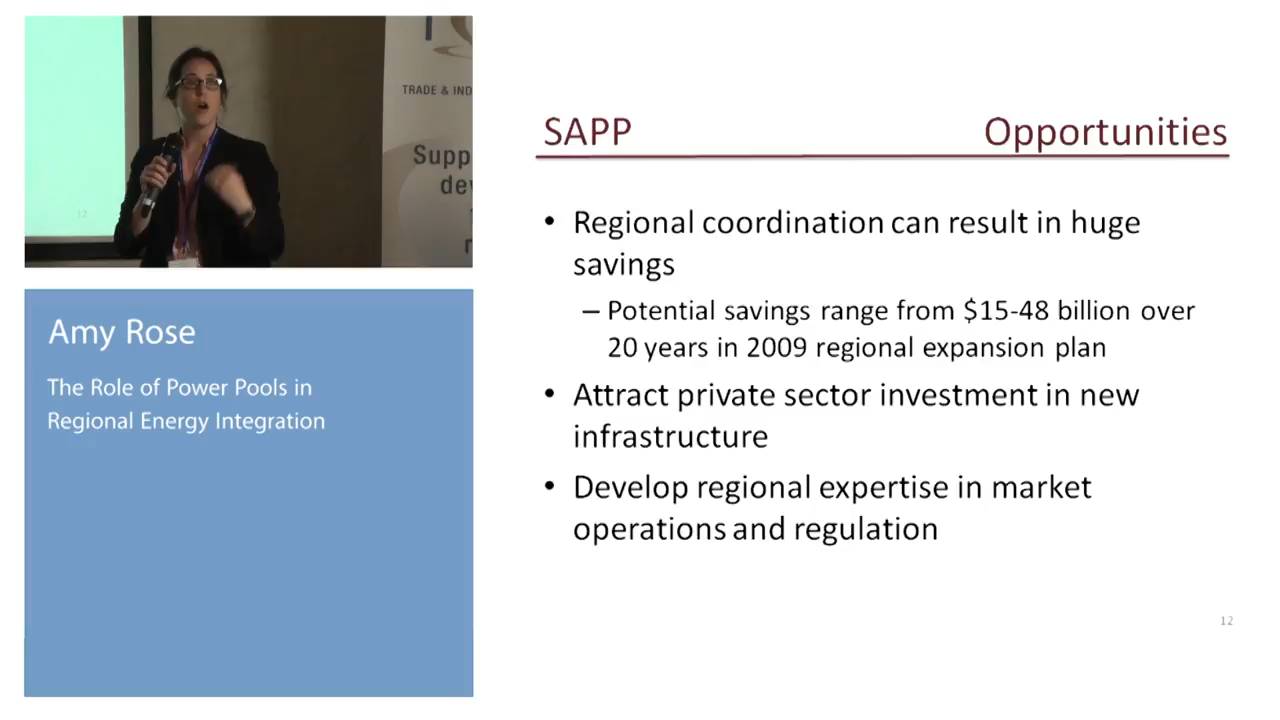 TRADE & IND
Supp
de
12
Amy Rose
The Role of Power Pools in
Regional Energy Integration
SAPP Opportunities
• Regional coordination can result in huge
savings
– Potential savings range from $15-48 billion over
20 years in 2009 regional expansion plan
• Attract private sector investment in new
infrastructure
• Develop regional expertise in market
operations and regulation
12